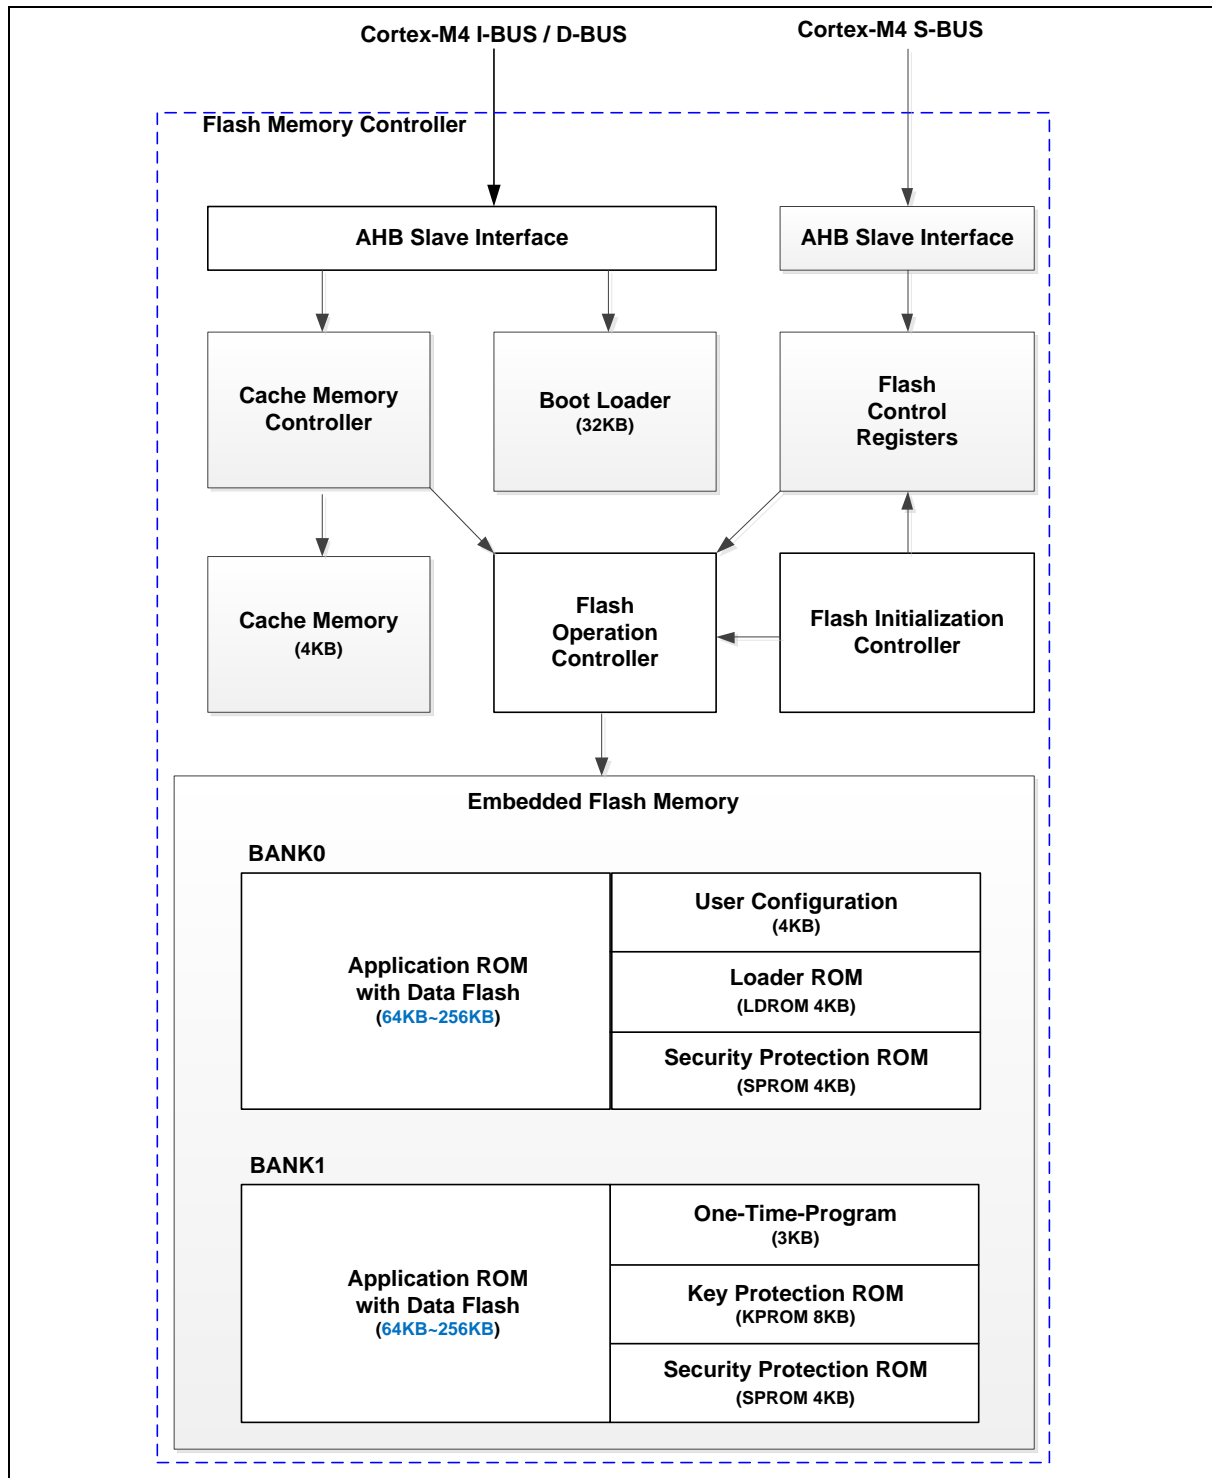 Cortex-M4 I-BUS / D-BUS
Cortex-M4 S-BUS
Flash Memory Controller
AHB Slave Interface
AHB Slave Interface
Cache Memory
Controller
Boot Loader
(32KB)
Flash
Control
Registers
Cache Memory
(4KB)
Flash
Operation
Controller
Flash Initialization
Controller
Embedded Flash Memory
BANK0
Application ROM
with Data Flash
(64KB~256KB)
User Configuration
(4KB)
Loader ROM
(LDROM 4KB)
Security Protection ROM
(SPROM 4KB)
BANK1
Application ROM
with Data Flash
(64KB~256KB)
One-Time-Program
(3KB)
Key Protection ROM
(KPROM 8KB)
Security Protection ROM
(SPROM 4KB)